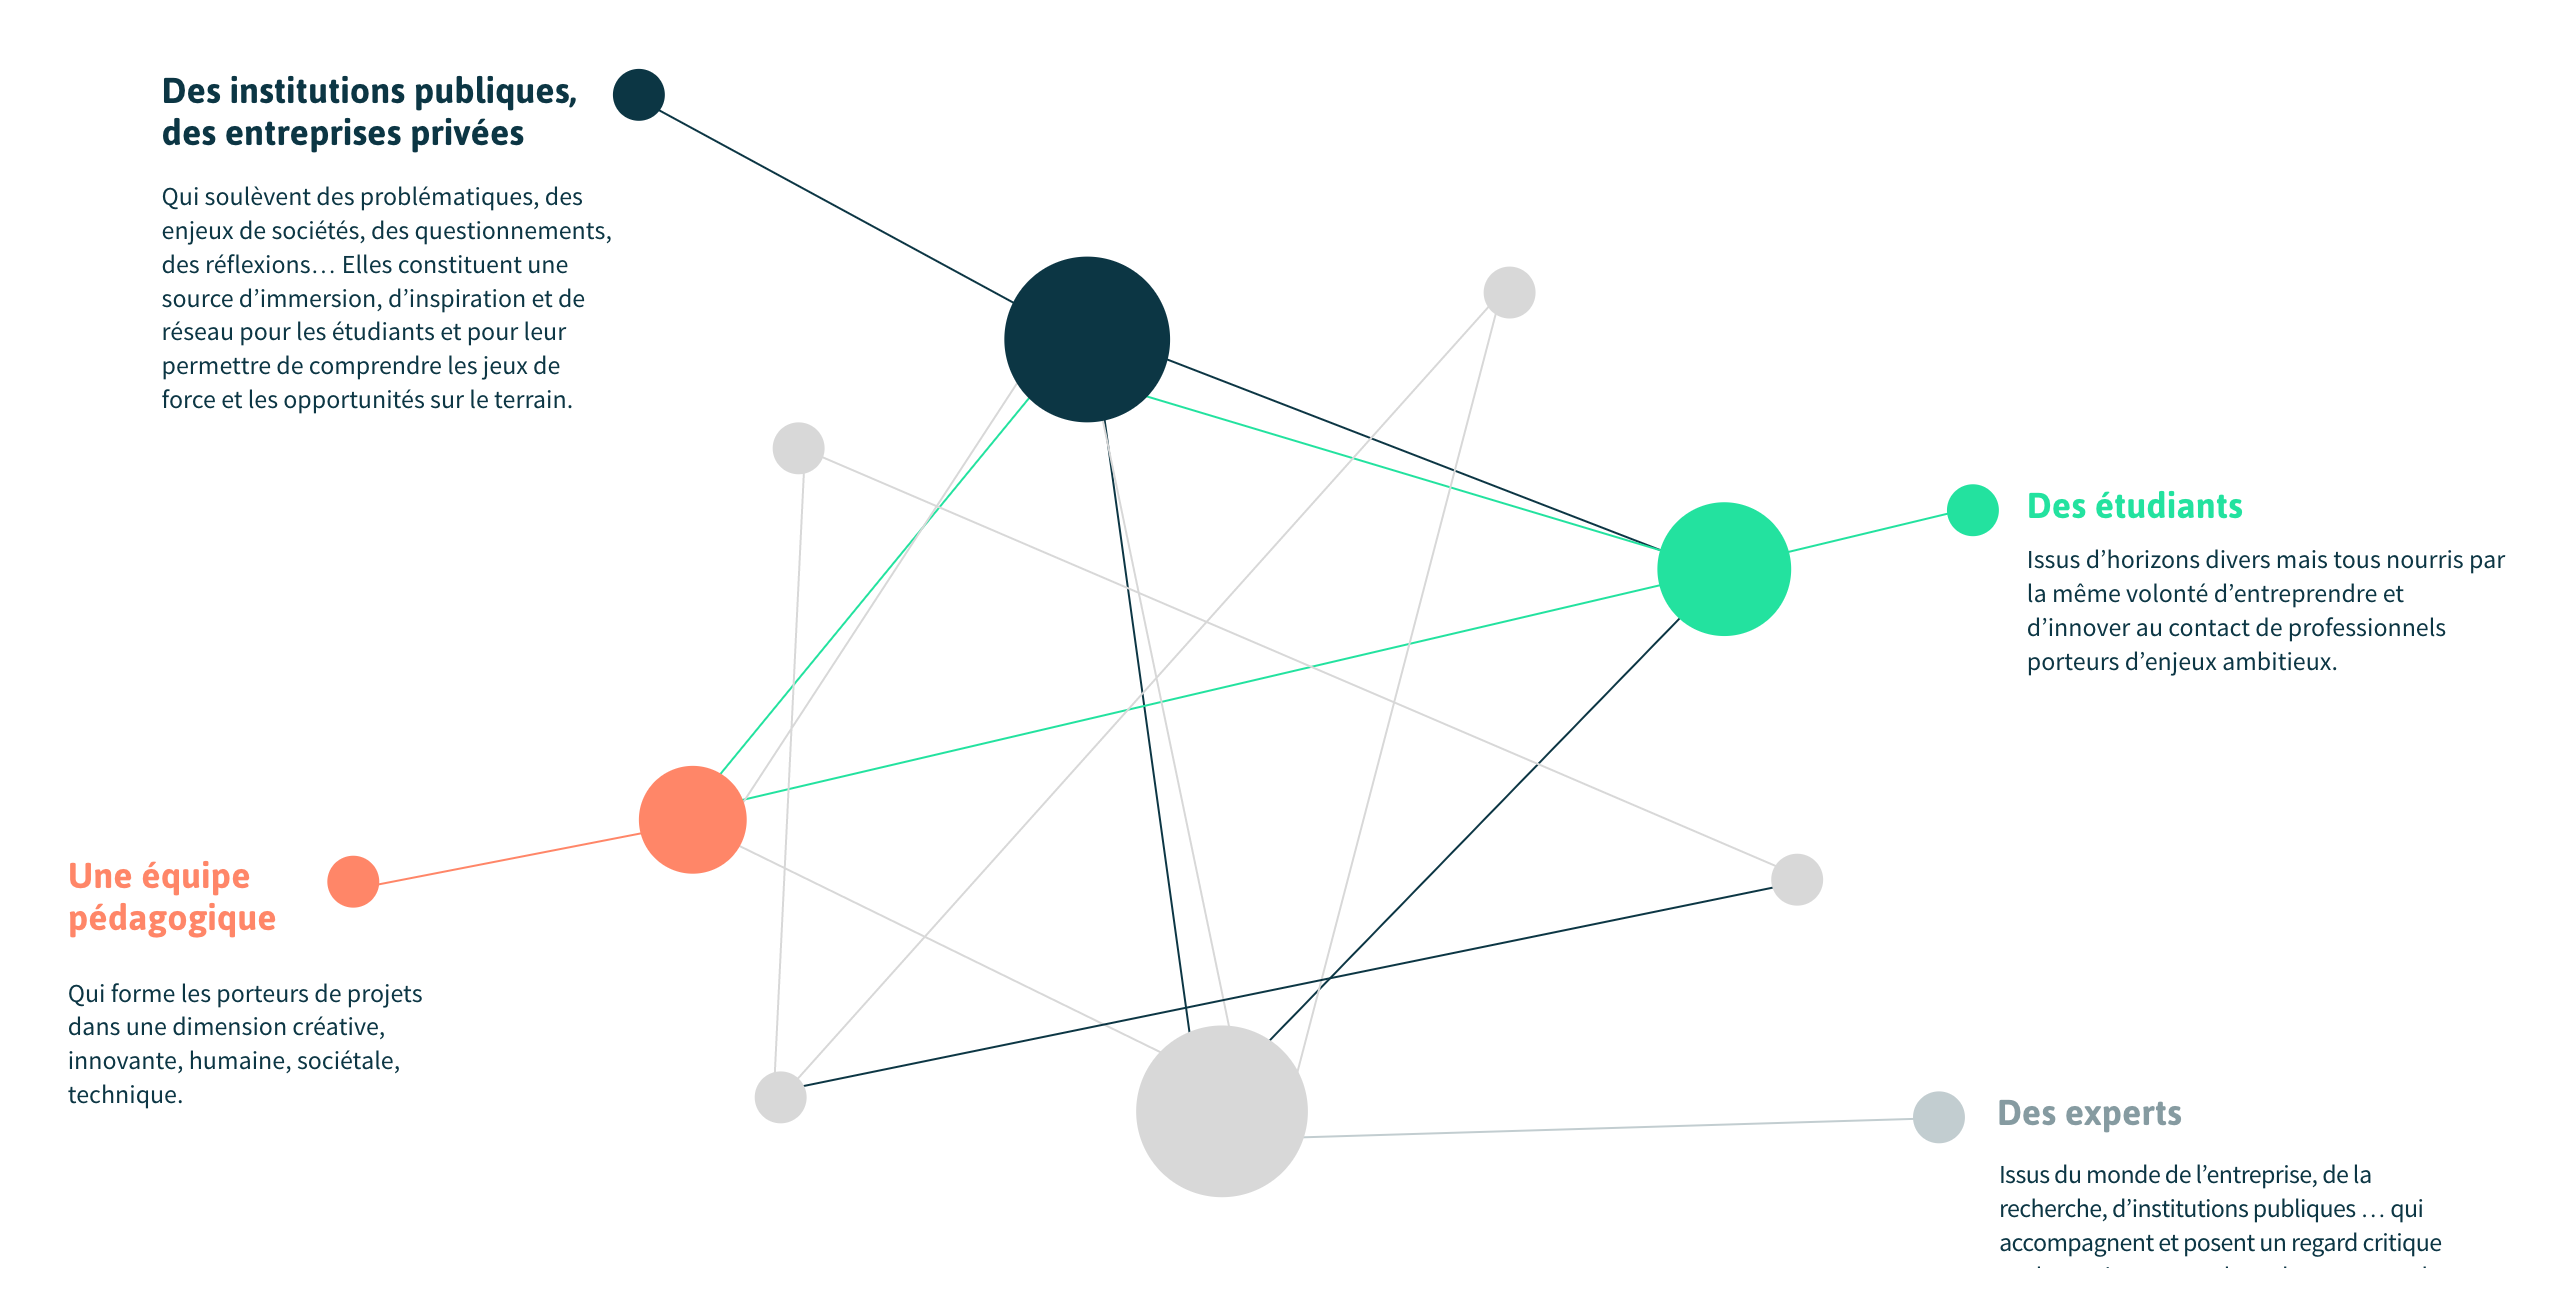 Des institutions publiques,
des entreprises privées
Qui soulèvent des problématiques, des
enjeux de sociétés, des questionnements,
des réflexions… Elles constituent une
source d’immersion, d’inspiration et de
réseau pour les étudiants et pour leur
permettre de comprendre les jeux de
force et les opportunités sur le terrain.
Des étudiants
Issus d’horizons divers mais tous nourris par
la même volonté d’entreprendre et
d’innover au contact de professionnels
porteurs d’enjeux ambitieux.
Une équipe
pédagogique
Qui forme les porteurs de projets
dans une dimension créative,
innovante, humaine, sociétale,
technique.
Des experts
Issus du monde de l’entreprise, de la
recherche, d’institutions publiques … qui
accompagnent et posent un regard critique